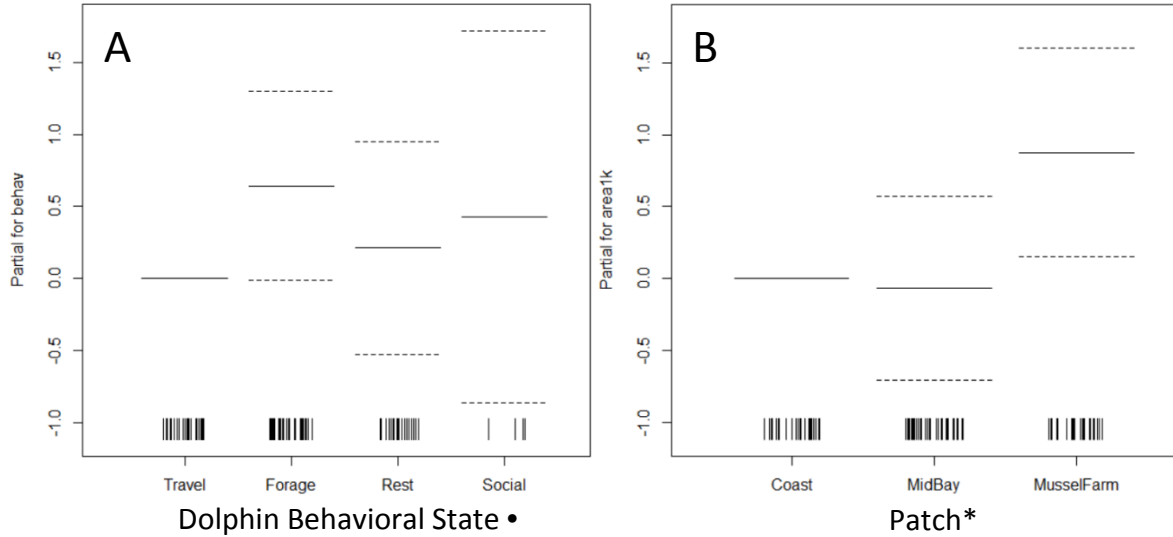 A
Partial for behav
1.5
1.0
0.5
0.0
-0.5
-1.0
Travel Forage Rest Social
Dolphin Behavioral State •
B
Partial for area1k
1.5
1.0
0.5
0.0
-0.5
-1.0
Coast MidBay MusselFarm
Patch*